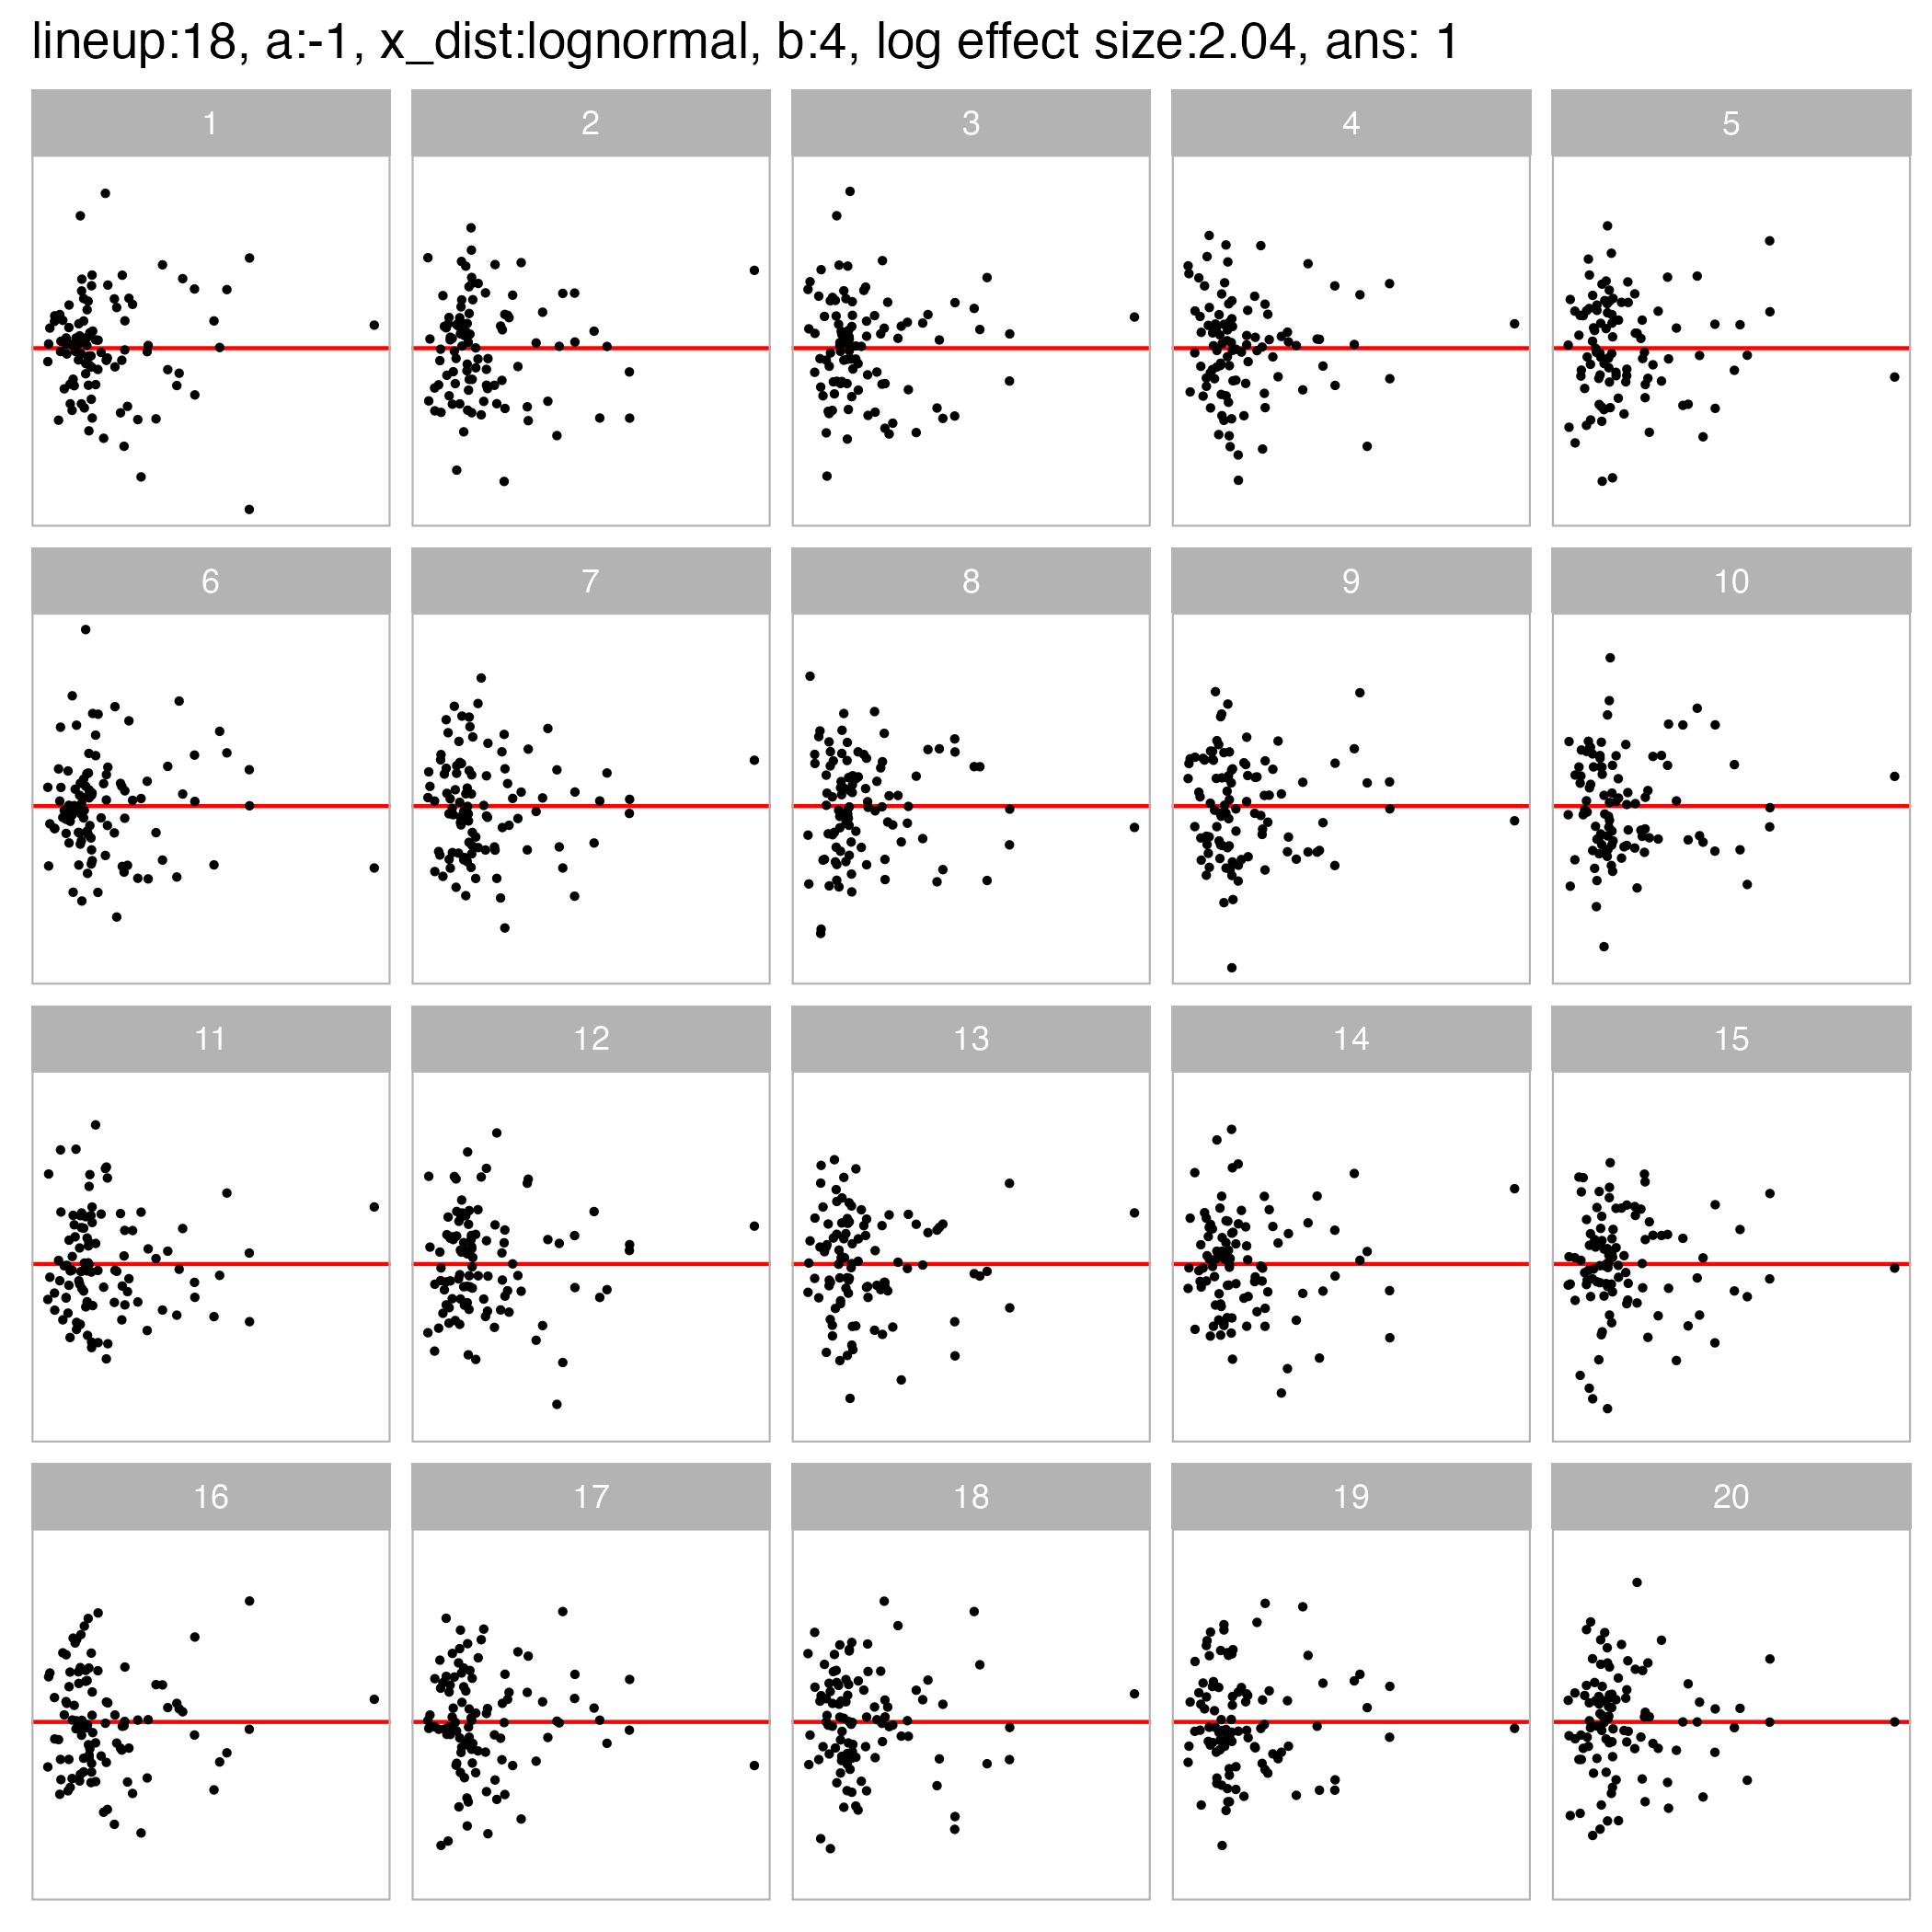 lineup:18, a:-1, x_dist:lognormal, b:4, log effect size:2.04, ans: 1
1 2 3 4 5
6 7 8 9 10
11 12 13 14 15
16 17 18 19 20